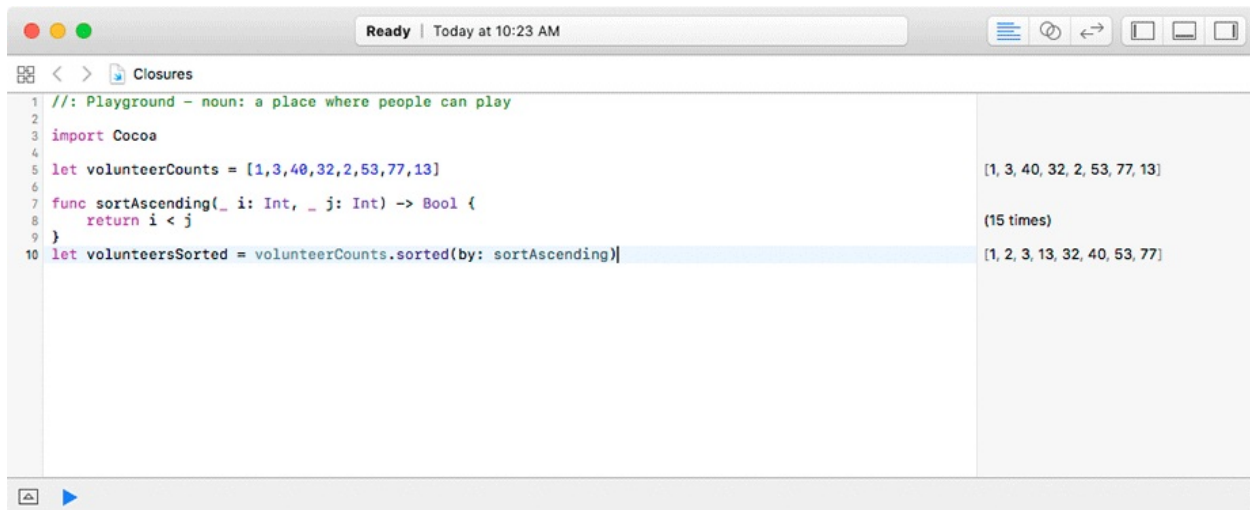 Ready | Today at 10:23 AM
Closures
1 //: Playground – noun: a place where people can play
2
3 import Cocoa
4
5 let volunteerCounts = [1,3,40,32,2,53,77,13]
[1, 3, 40, 32, 2, 53, 77, 13]
6
7 func sortAscending(_ i: Int, _ j: Int) -> Bool {
8 return i < j
(15 times)
9 }
10 let volunteersSorted = volunteerCounts.sorted(by: sortAscending)
[1, 2, 3, 13, 32, 40, 53, 77]